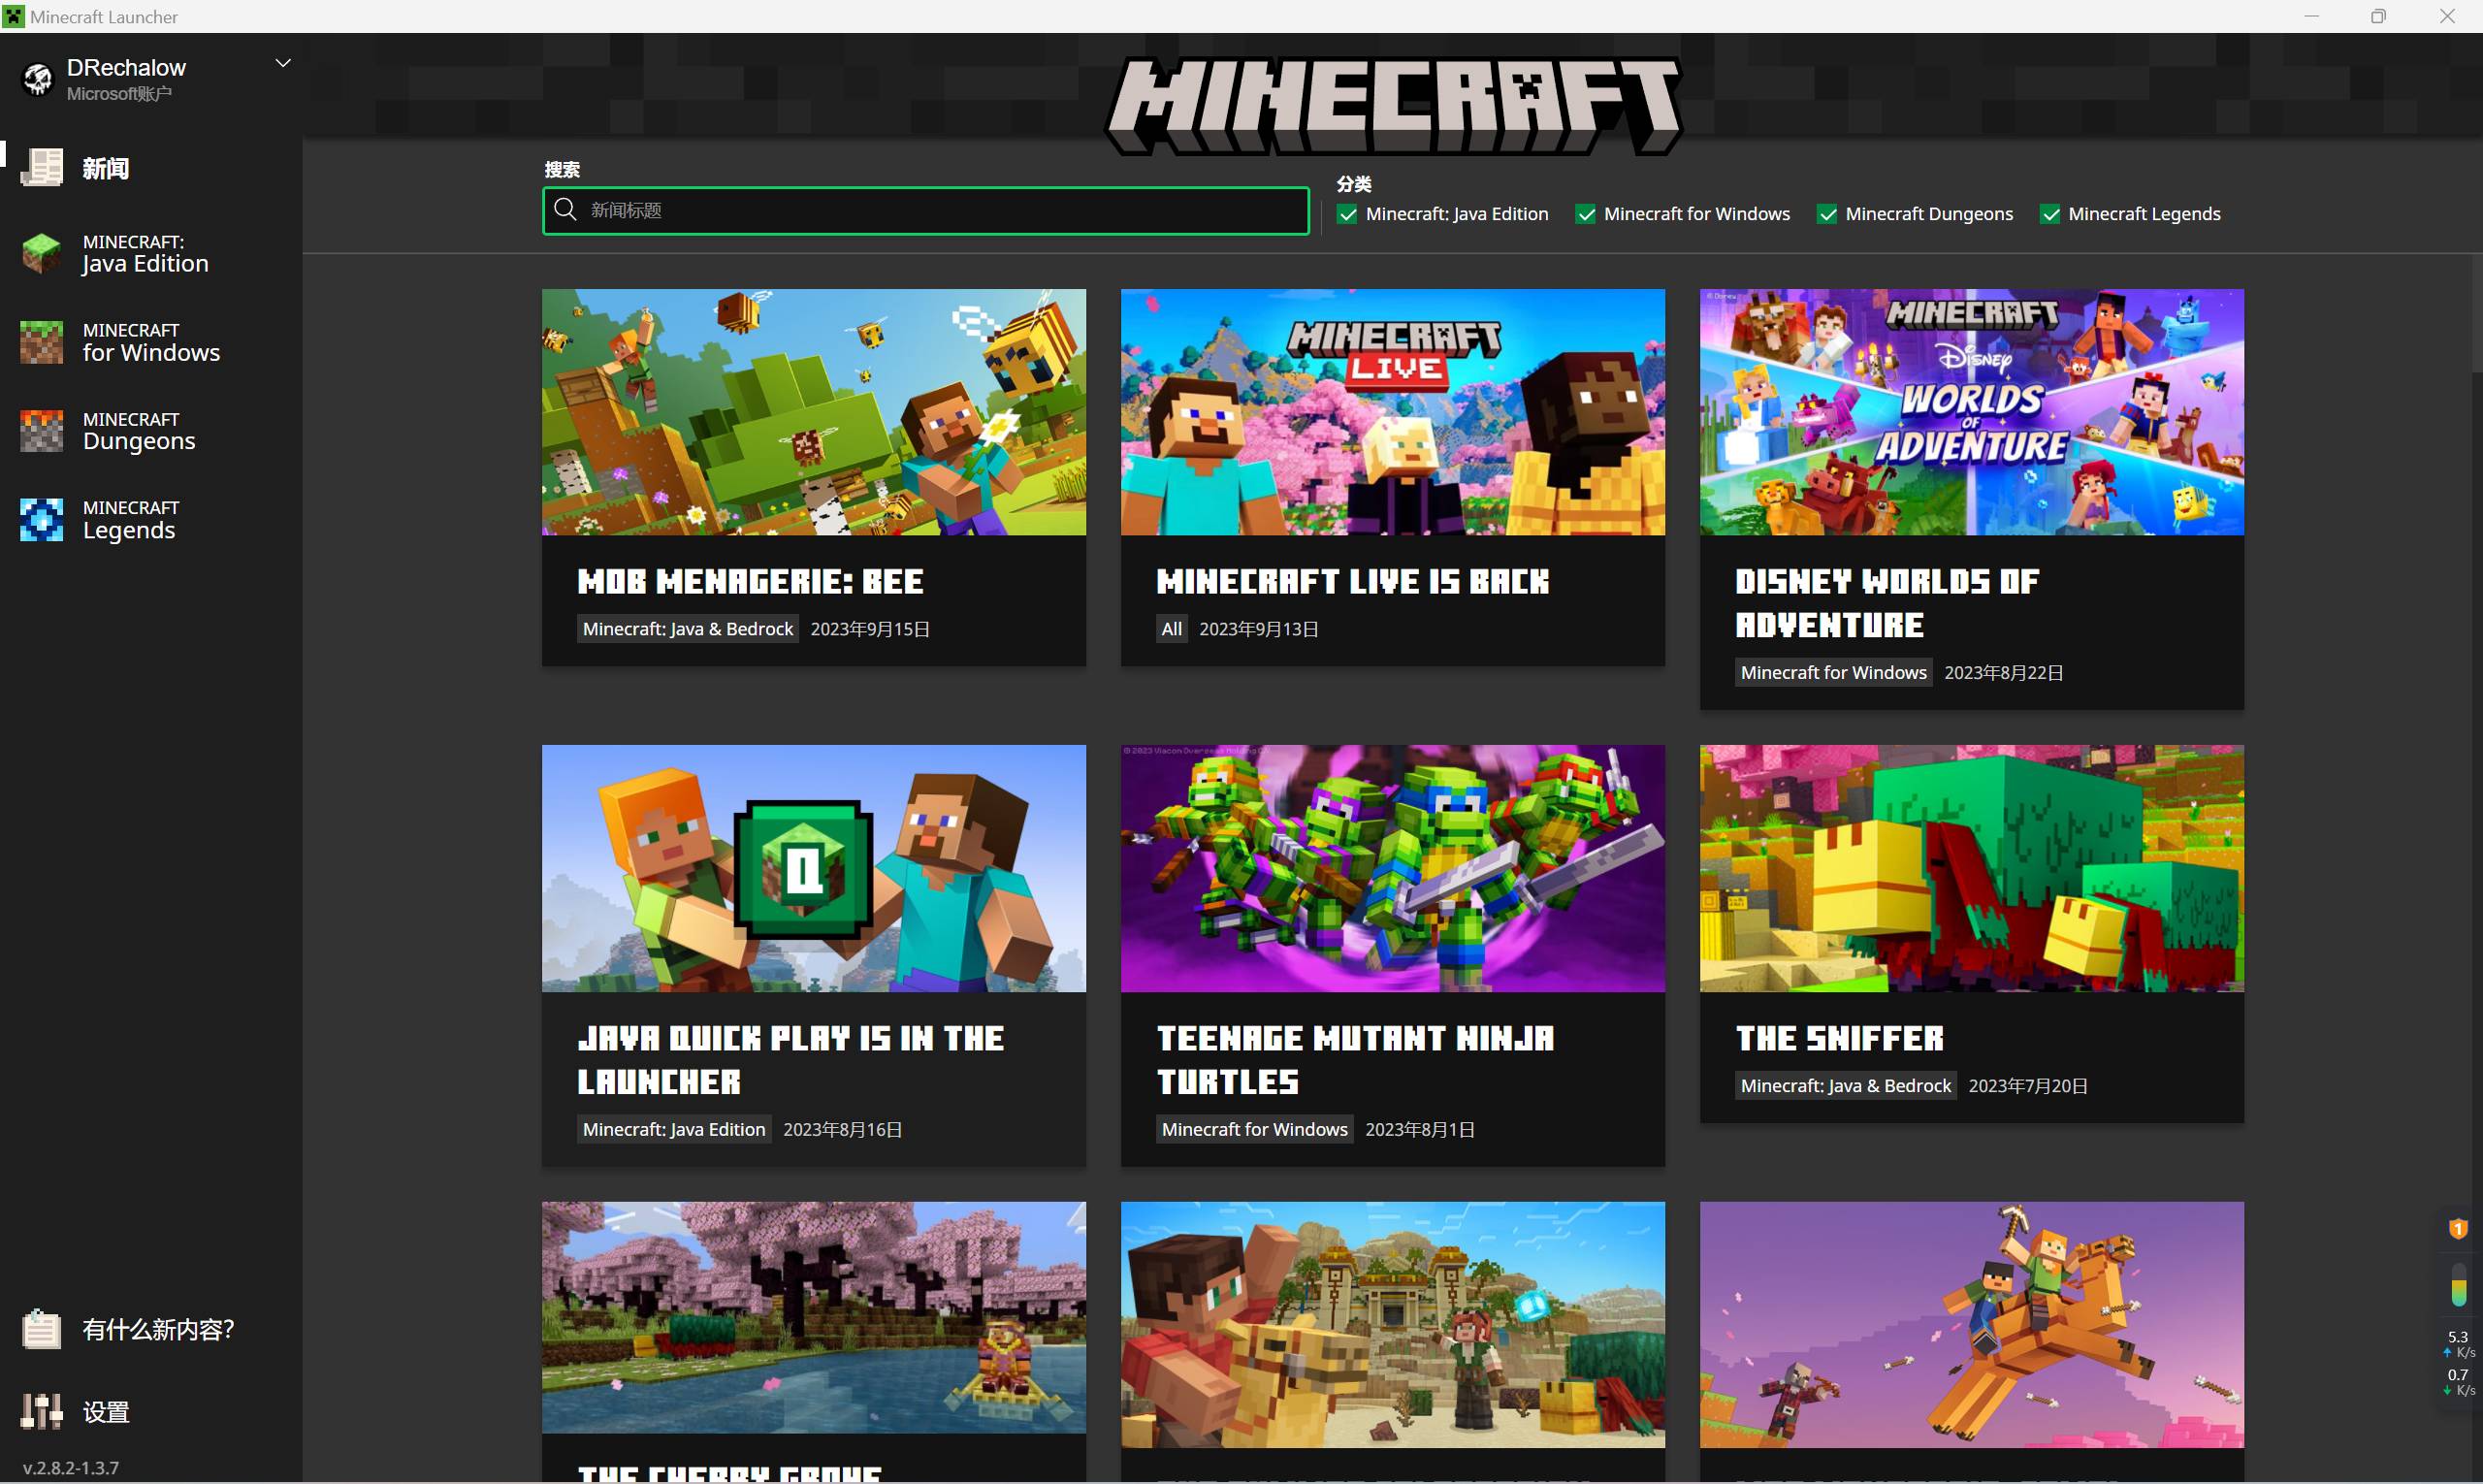 Minecraft Launcher
DRechalow
Microsoft账户
新闻
MINECRAFT:
Java Edition
MINECRAFT
for Windows
MINECRAFT
Dungeons
MINECRAFT
Legends
有什么新内容?
设置
v.2.8.2-1.3.7
MINECRAFT
搜索
新闻标题
分类
Minecraft: Java Edition
Minecraft for Windows
Minecraft Dungeons
Minecraft Legends
MOB MENAGERIE: BEE
Minecraft: Java & Bedrock 2023年9月15日
MINECRAFT
LIVE
MINECRAFT LIVE IS BACK
All 2023年9月13日
© Disney
MINECRAFT
Disney
WORLDS
OF
ADVENTURE
DISNEY WORLDS OF
ADVENTURE
Minecraft for Windows 2023年8月22日
Q
JAVA QUICK PLAY IS IN THE
LAUNCHER
Minecraft: Java Edition 2023年8月16日
© 2023 Viacom Overseas Holding C.V.
TEENAGE MUTANT NINJA
TURTLES
Minecraft for Windows 2023年8月1日
THE SNIFFER
Minecraft: Java & Bedrock 2023年7月20日
THE CHERRY GROVE
1
5.3
K/s
0.7
K/s